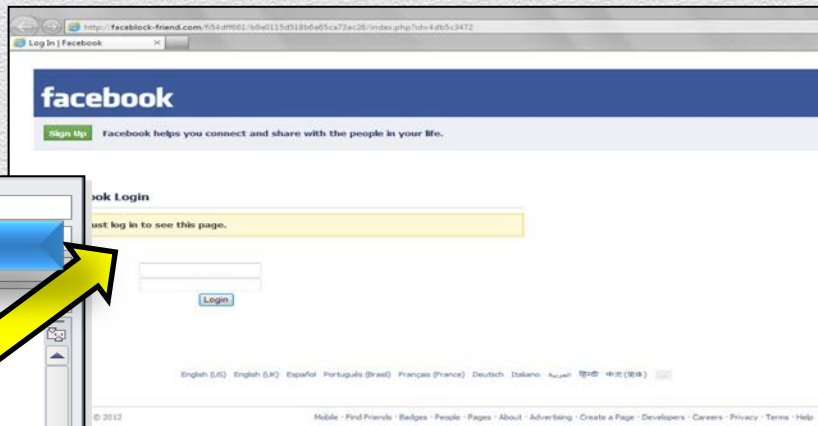 http://faceblock-friend.com
Log In | Facebook
facebook
Sign Up Facebook helps you connect and share with the people in your life.
ook Login
ust log in to see this page.
Login
English (US) English (UK) Español Português (Brasil) Français (France) Deutsch Italiano العربية हिन्दी 中文(简体) ...
© 2012
Mobile · Find Friends · Badges · People · Pages · About · Advertising · Create a Page · Developers · Careers · Privacy · Terms · Help